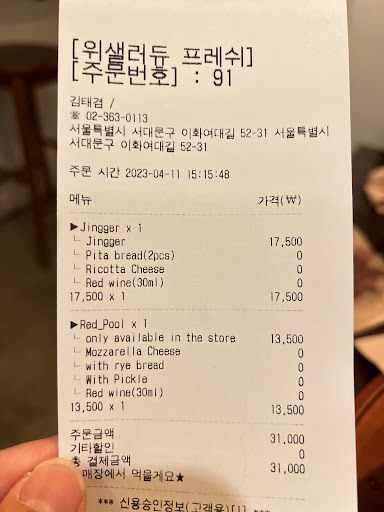 [위샐러듀 프레쉬]
[주문번호] : 91
김태겸 /
☏ 02-363-0113
서울특별시 서대문구 이화여대길 52-31 서울특별시
서대문구 이화여대길 52-31
주문 시간 2023-04-11 15:15:48
메뉴 가격(₩)
▶Jingger x 1
└ Jingger 17,500
└ Pita bread(2pcs) 0
└ Ricotta Cheese 0
└ Red wine(30ml) 0
17,500 x 1 17,500
▶Red_Pool x 1
└ only available in the store 13,500
└ Mozzarella Cheese 0
└ with rye bread 0
└ With Pickle 0
└ Red wine(30ml) 0
13,500 x 1 13,500
주문금액 31,000
기타할인 0
총 결제금액 31,000
매장에서 먹을게요★
*** 신용승인정보(고객용)[1] ***